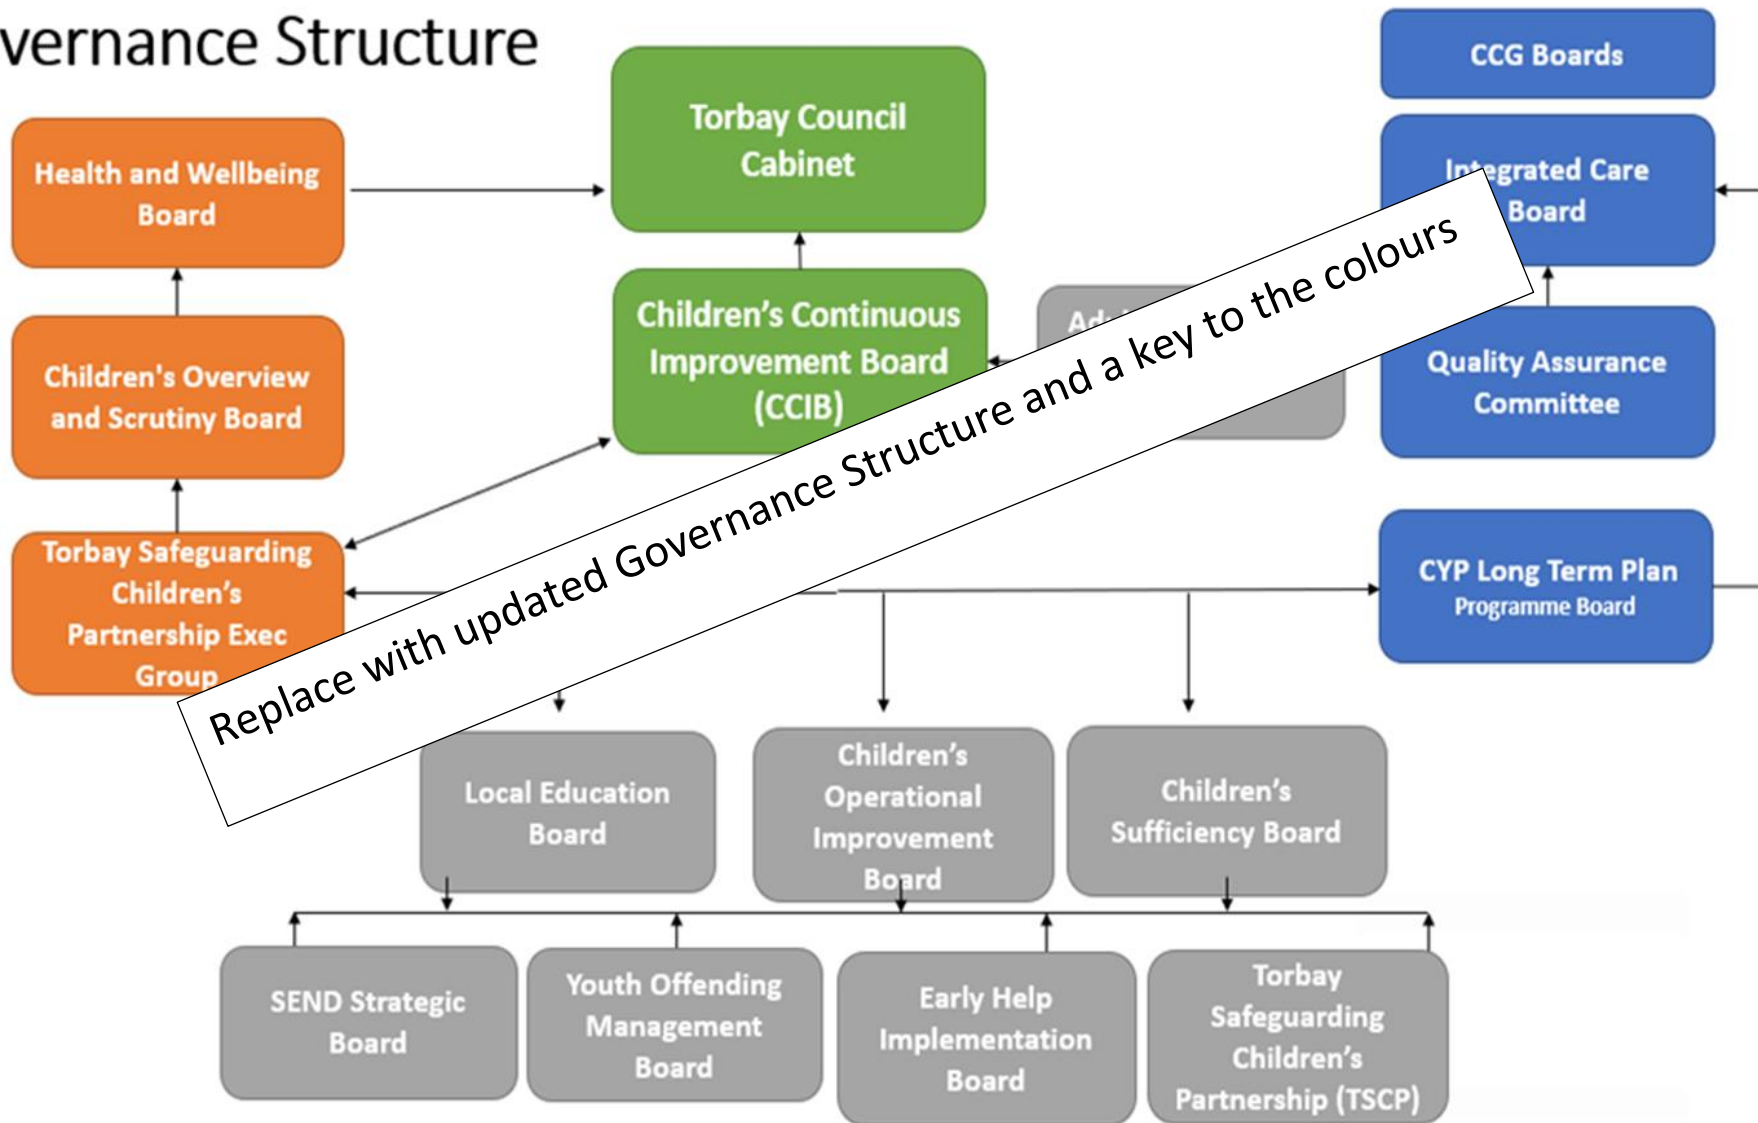 vernance Structure
CCG Boards
Torbay Council
Cabinet
Health and Wellbeing
Board
Integrated Care
Board
Children’s Continuous
Improvement Board
(CCIB)
Quality Assurance
Committee
Children's Overview
and Scrutiny Board
Replace with updated Governance Structure and a key to the colours
Torbay Safeguarding
Children’s
Partnership Exec
Group
CYP Long Term Plan
Programme Board
Local Education
Board
Children’s
Operational
Improvement
Board
Children’s
Sufficiency Board
SEND Strategic
Board
Youth Offending
Management
Board
Early Help
Implementation
Board
Torbay
Safeguarding
Children’s
Partnership (TSCP)